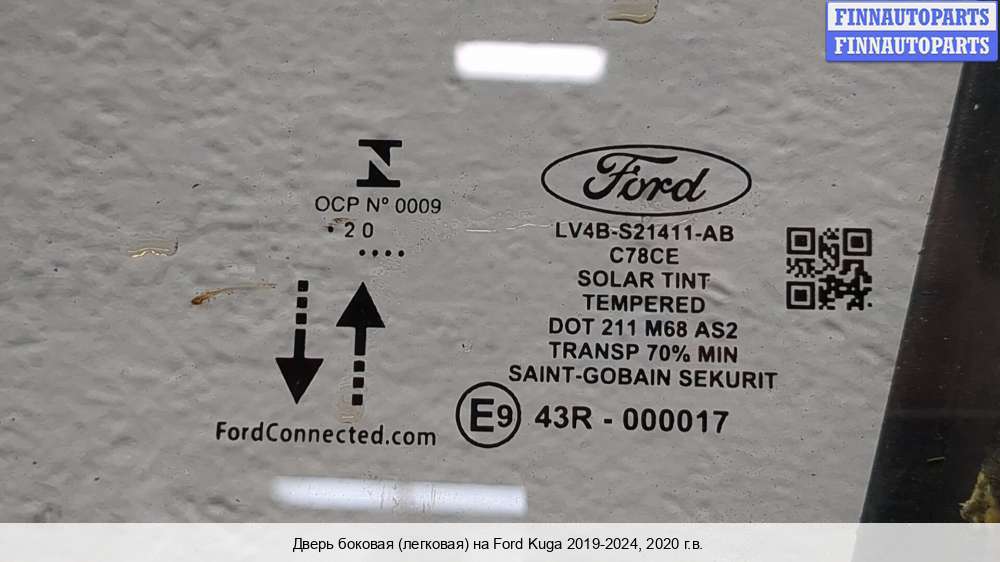 FINNAUTOPARTS
FINNAUTOPARTS
N
OCP N° 0009
. 2 0
....
FordConnected.com
Ford
LV4B-S21411-AB
C78CE
SOLAR TINT
TEMPERED
DOT 211 M68 AS2
TRANSP 70% MIN
SAINT-GOBAIN SEKURIT
E9 43R - 000017
Дверь боковая (легковая) на Ford Kuga 2019-2024, 2020 г.в.